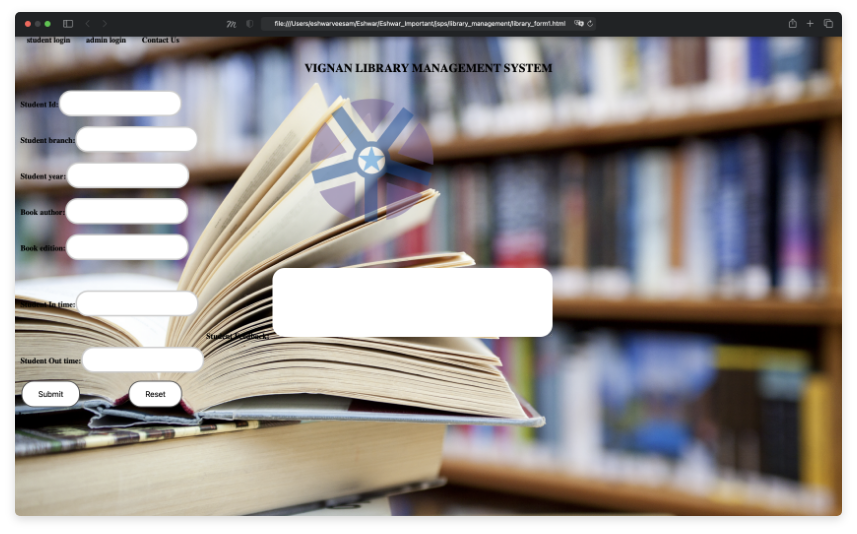 file:///Users/eshwarveesam/Eshwar/Eshwar_Important/jsps/library_management/library_form1.html
student login admin login Contact Us
VIGNAN LIBRARY MANAGEMENT SYSTEM
Student Id:
Student branch:
Student year:
Book author:
Book edition:
Student In time:
Student Feedback:
Student Out time:
Submit Reset